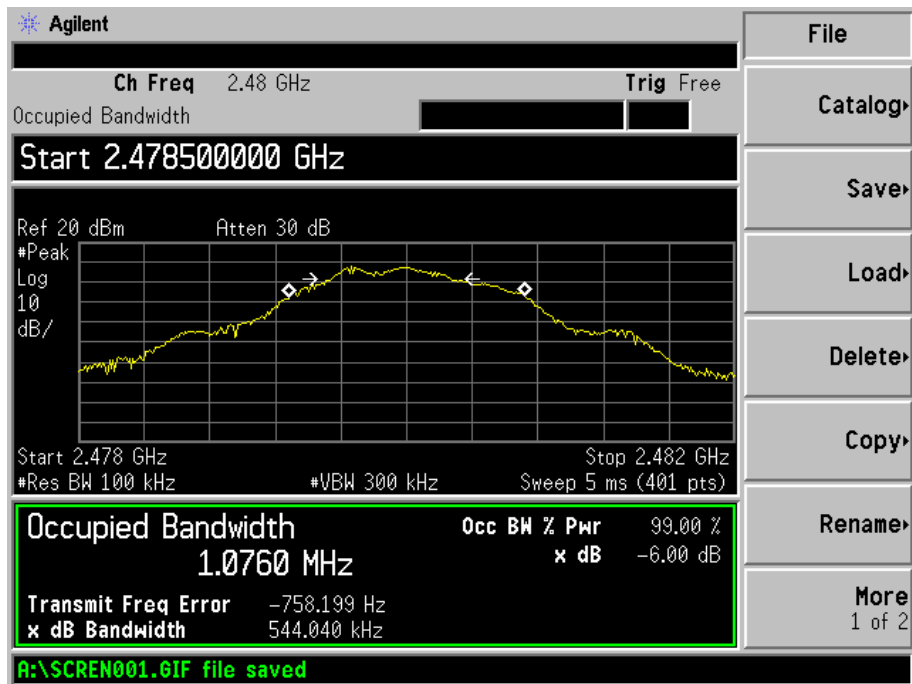 Agilent
Ch Freq 2.48 GHz Trig Free
Occupied Bandwidth
Start 2.478500000 GHz
Ref 20 dBm Atten 30 dB
#Peak
Log
10
dB/
Start 2.478 GHz Stop 2.482 GHz
#Res BW 100 kHz #VBW 300 kHz Sweep 5 ms (401 pts)
Occupied Bandwidth Occ BW % Pwr 99.00 %
1.0760 MHz x dB -6.00 dB
Transmit Freq Error -758.199 Hz
x dB Bandwidth 544.040 kHz
A:\SCREN001.GIF file saved
File
Catalog
Save
Load
Delete
Copy
Rename
More
1 of 2